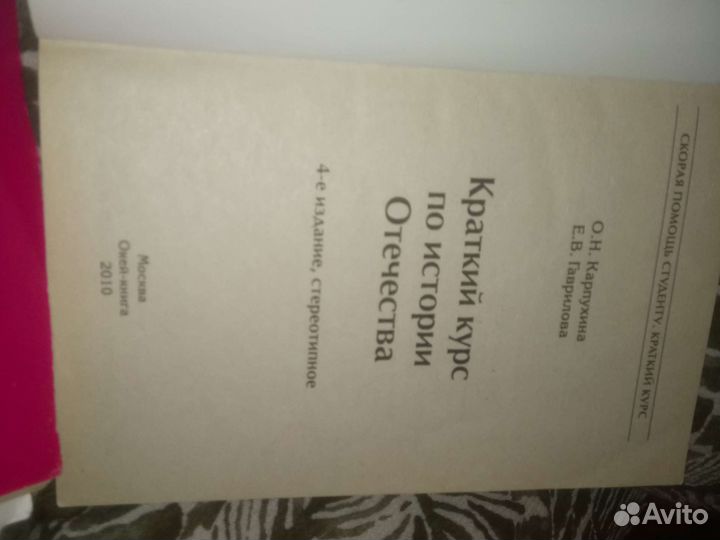 СКОРАЯ ПОМОЩЬ СТУДЕНТУ. КРАТКИЙ КУРС
О.Н. Карпухина
Е.В. Гаврилова
Краткий курс
по истории
Отечества
4-е издание, стереотипное
Москва
Окей-книга
2010
Avito